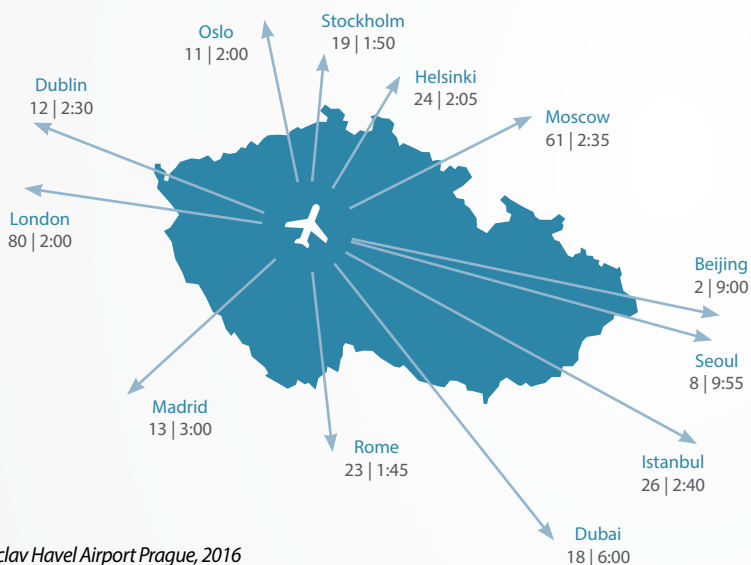 Oslo
11 | 2:00
Stockholm
19 | 1:50
Helsinki
24 | 2:05
Dublin
12 | 2:30
Moscow
61 | 2:35
London
80 | 2:00
Beijing
2 | 9:00
Seoul
8 | 9:55
Madrid
13 | 3:00
Rome
23 | 1:45
Istanbul
26 | 2:40
Dubai
18 | 6:00
Havel Airport Prague, 2016